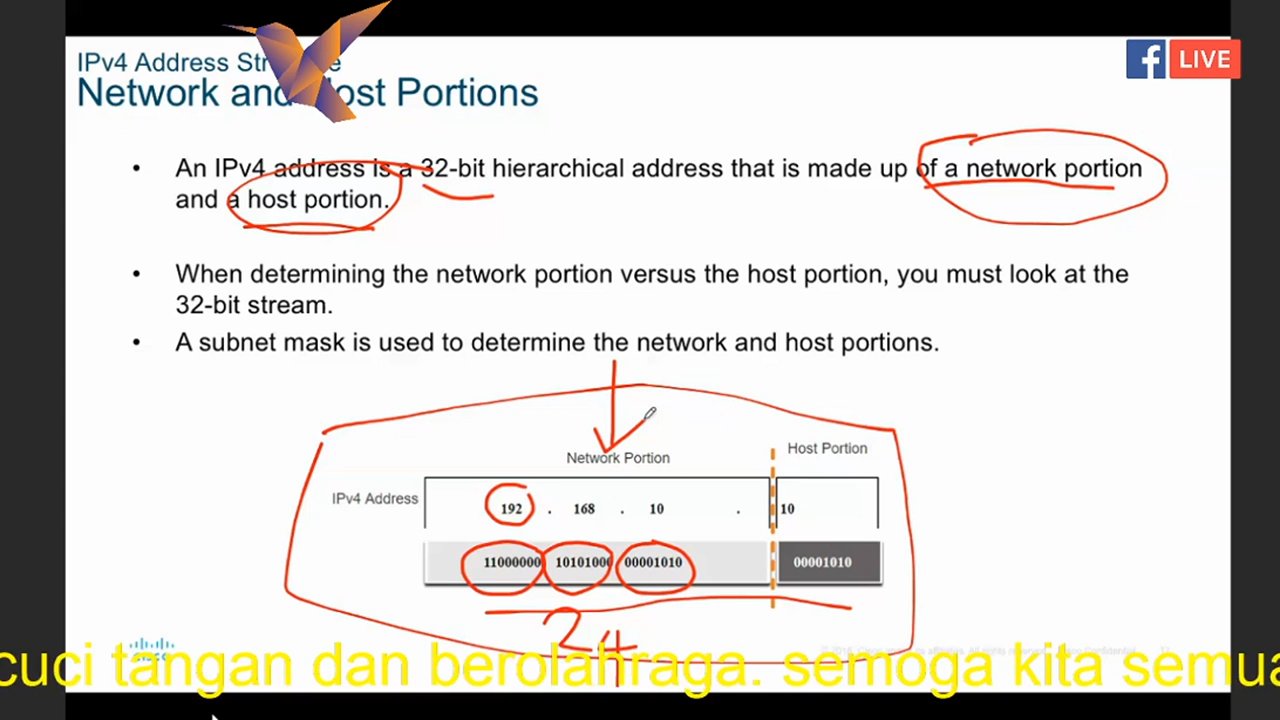 LIVE
IPv4 Address Str e
Network and Host Portions
• An IPv4 address is a 32-bit hierarchical address that is made up of a network portion
and a host portion.
• When determining the network portion versus the host portion, you must look at the
32-bit stream.
• A subnet mask is used to determine the network and host portions.
Network Portion
Host Portion
IPv4 Address
192 . 168 . 10 . 10
11000000 10101000 00001010 00001010
24
cuci tangan dan berolahraga. semoga kita semua